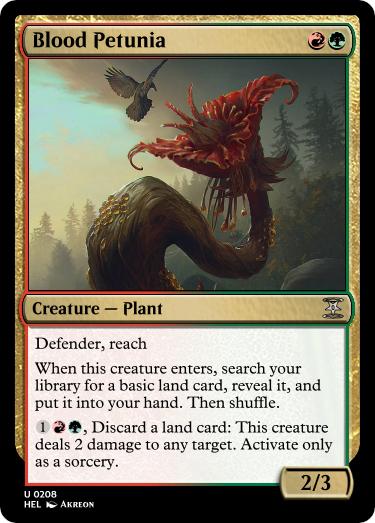 Blood Petunia
Creature — Plant
Defender, reach
When this creature enters, search your
library for a basic land card, reveal it, and
put it into your hand. Then shuffle.
1, Discard a land card: This creature
deals 2 damage to any target. Activate only
as a sorcery.
2/3
U 0208
HEL Akreon